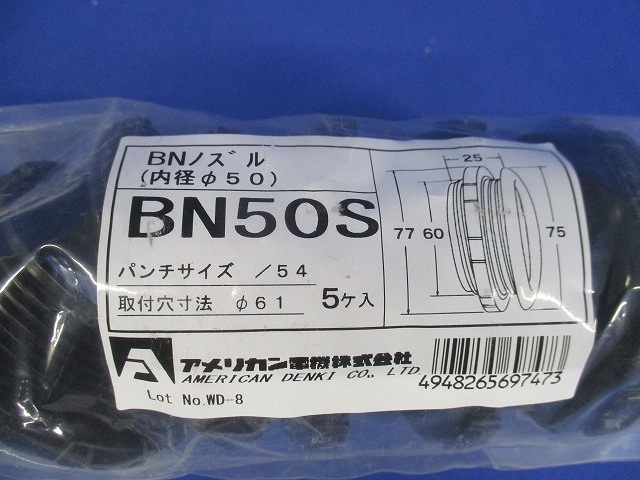 BNノズル
(内径φ50)
BN50S
パンチサイズ /54
取付穴寸法 φ61
5ケ入
25
77
60
75
アメリカン電機株式会社
AMERICAN DENKI CO., LTD.
Lot No.WD-8
4948265697473